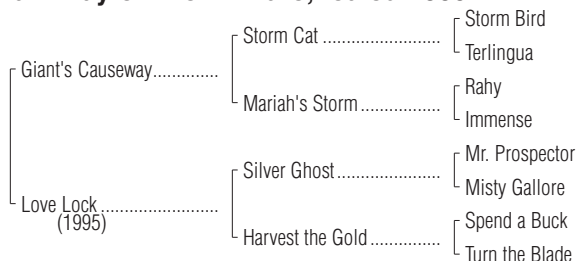 Storm Bird
Storm Cat ........................
Terlingua
Giant's Causeway..............
Rahy
Mariah's Storm .................
Immense
Mr. Prospector
Silver Ghost......................
Misty Gallore
Love Lock .........................
(1995)
Spend a Buck
Harvest the Gold ...............
Turn the Blade